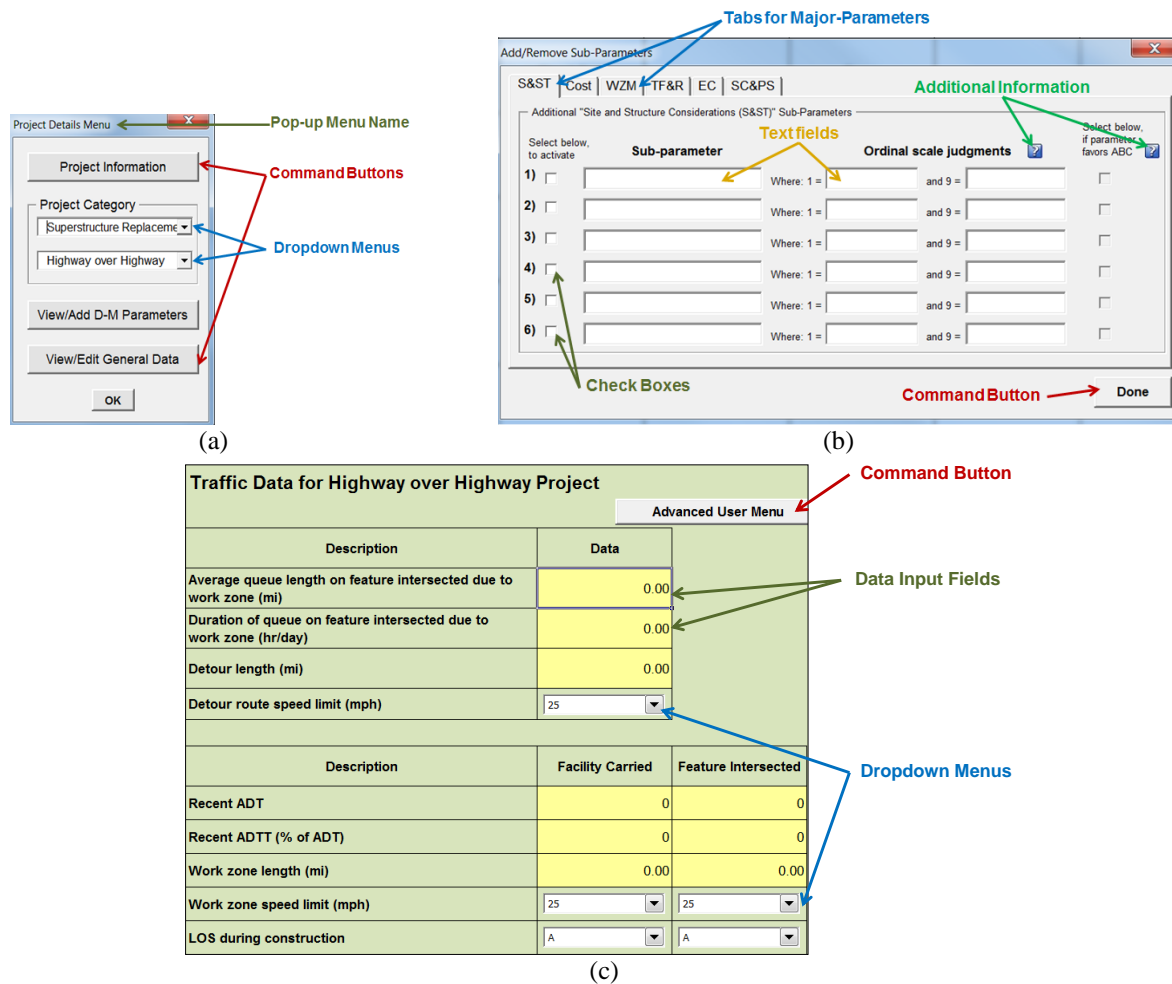 Tabs for Major-Parameters
Add/Remove Sub-Parameters
X
S&ST Cost WZM TF&R EC SC&PS
Additional Information
Additional "Site and Structure Considerations (S&ST)" Sub-Parameters
Select below, to activate
Sub-parameter
Text fields
Ordinal scale judgments ?
Select below, if parameter favors ABC ?
1) Where: 1 = and 9 =
2) Where: 1 = and 9 =
3) Where: 1 = and 9 =
4) Where: 1 = and 9 =
5) Where: 1 = and 9 =
6) Where: 1 = and 9 =
Check Boxes
Command Button
Done
Project Details Menu
X
Pop-up Menu Name
Project Information
Command Buttons
Project Category
Superstructure Replaceme
Highway over Highway
Dropdown Menus
View/Add D-M Parameters
View/Edit General Data
OK
(a)
(b)
Traffic Data for Highway over Highway Project
Command Button
Advanced User Menu
Description Data
Average queue length on feature intersected due to
work zone (mi) 0.00
Data Input Fields
Duration of queue on feature intersected due to
work zone (hr/day) 0.00
Detour length (mi) 0.00
Detour route speed limit (mph) 25
Description Facility Carried Feature Intersected
Dropdown Menus
Recent ADT 0 0
Recent ADTT (% of ADT) 0 0
Work zone length (mi) 0.00 0.00
Work zone speed limit (mph) 25 25
LOS during construction A A
(c)